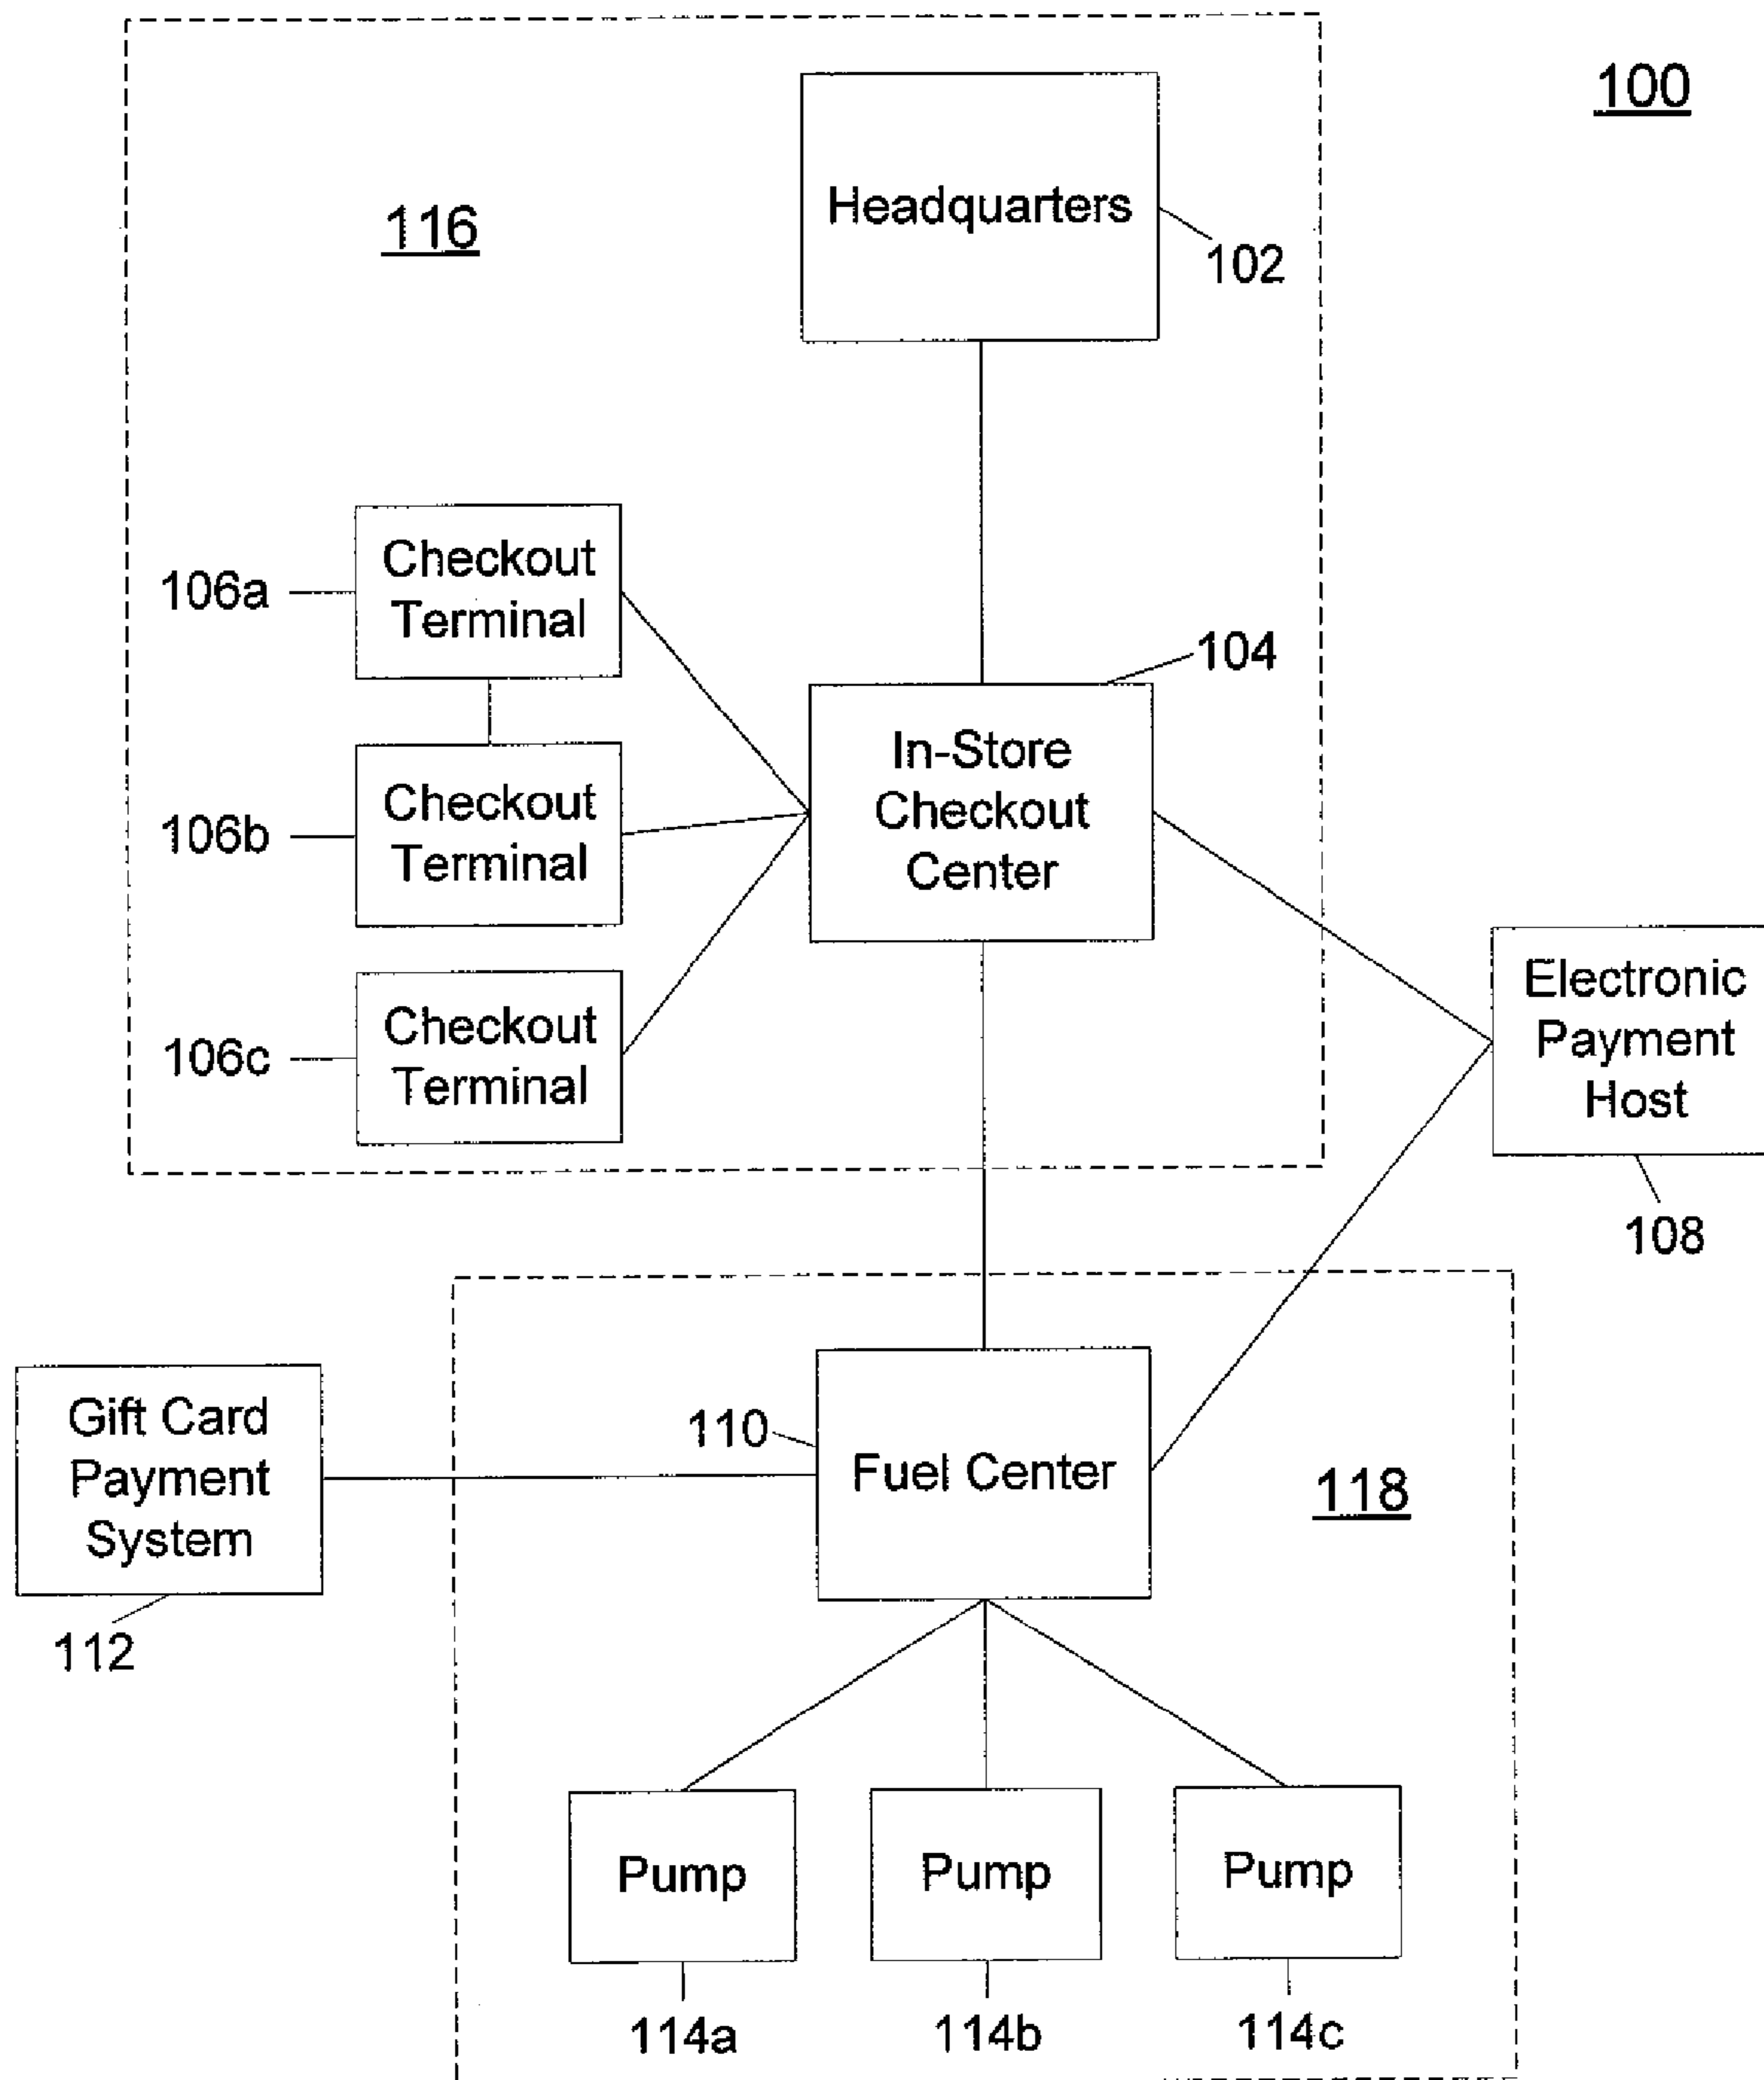 100
116
Headquarters
102
106a
Checkout
Terminal
104
In-Store
Checkout
Center
106b
Checkout
Terminal
106c
Checkout
Terminal
Electronic
Payment
Host
108
Gift Card
Payment
System
112
110
Fuel Center
118
Pump
Pump
Pump
114a
114b
114c